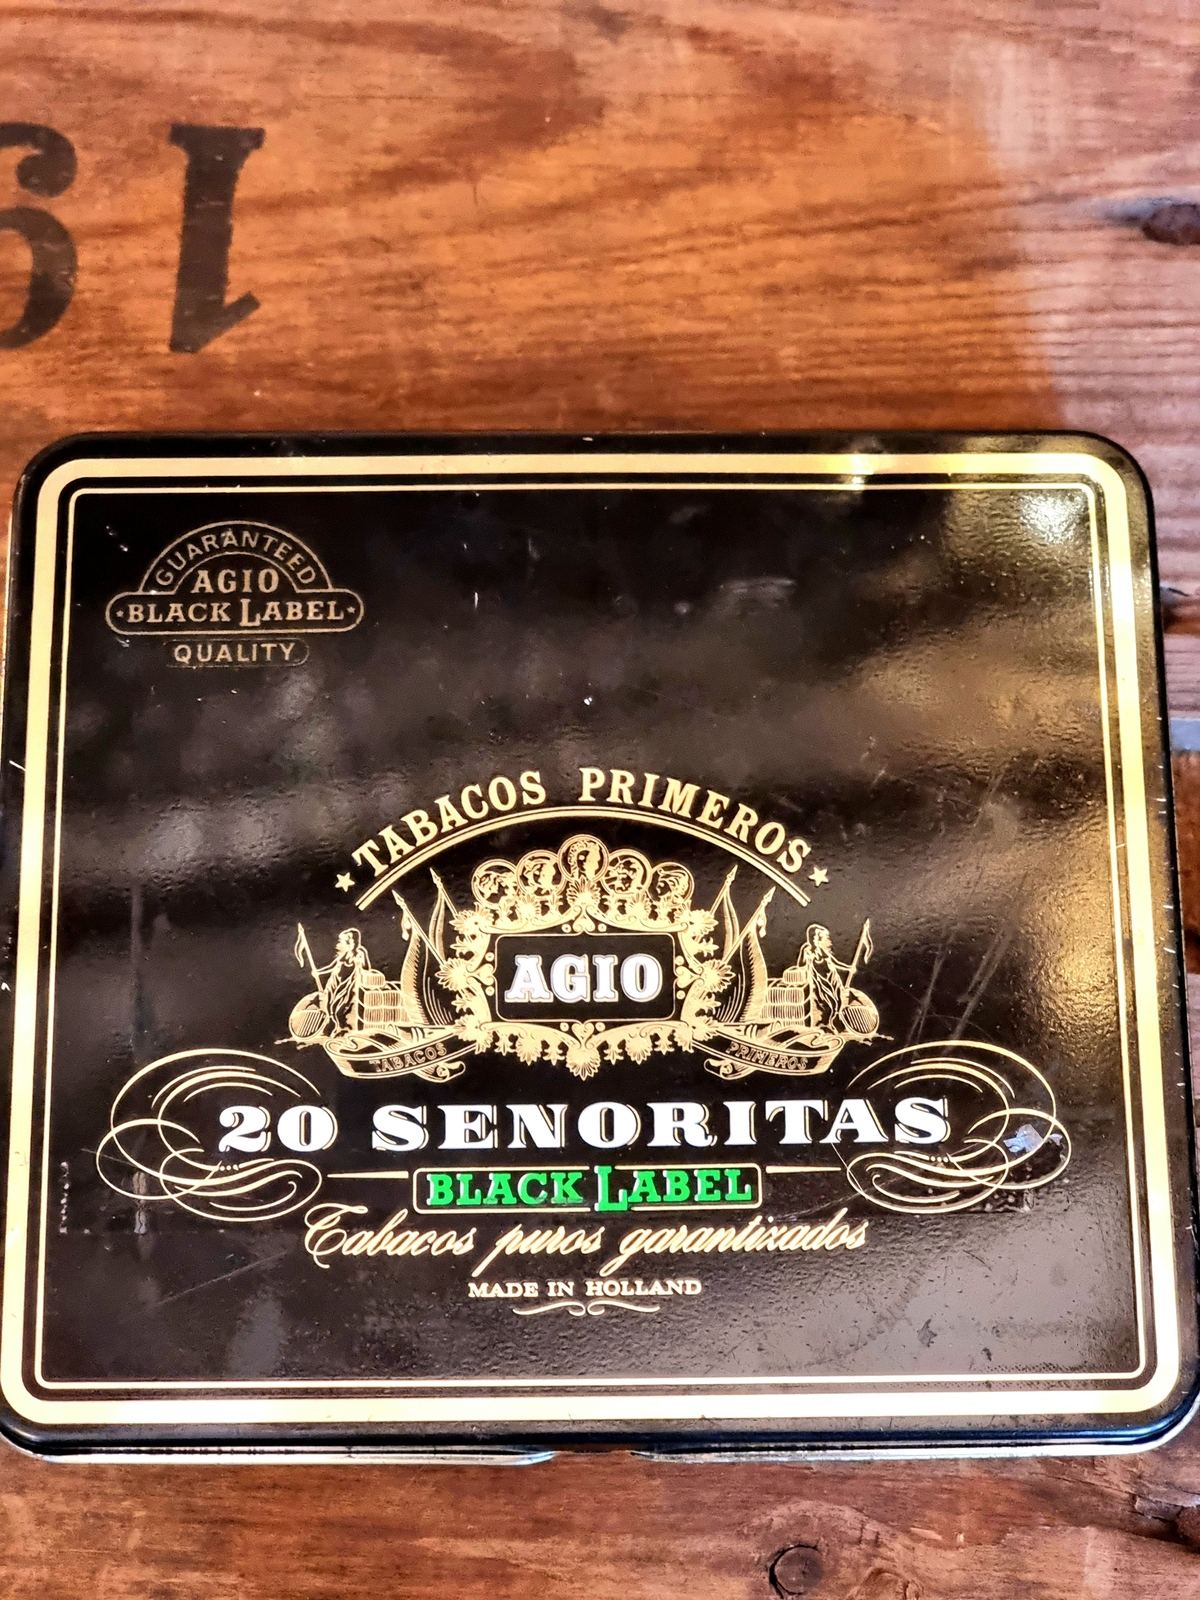 19
GUARANTEED
AGIO
BLACK LABEL
QUALITY
TABACOS PRIMEROS
AGIO
TABACOS PRIMEROS
20 SENORITAS
BLACK LABEL
Tabacos puros garantizados
MADE IN HOLLAND